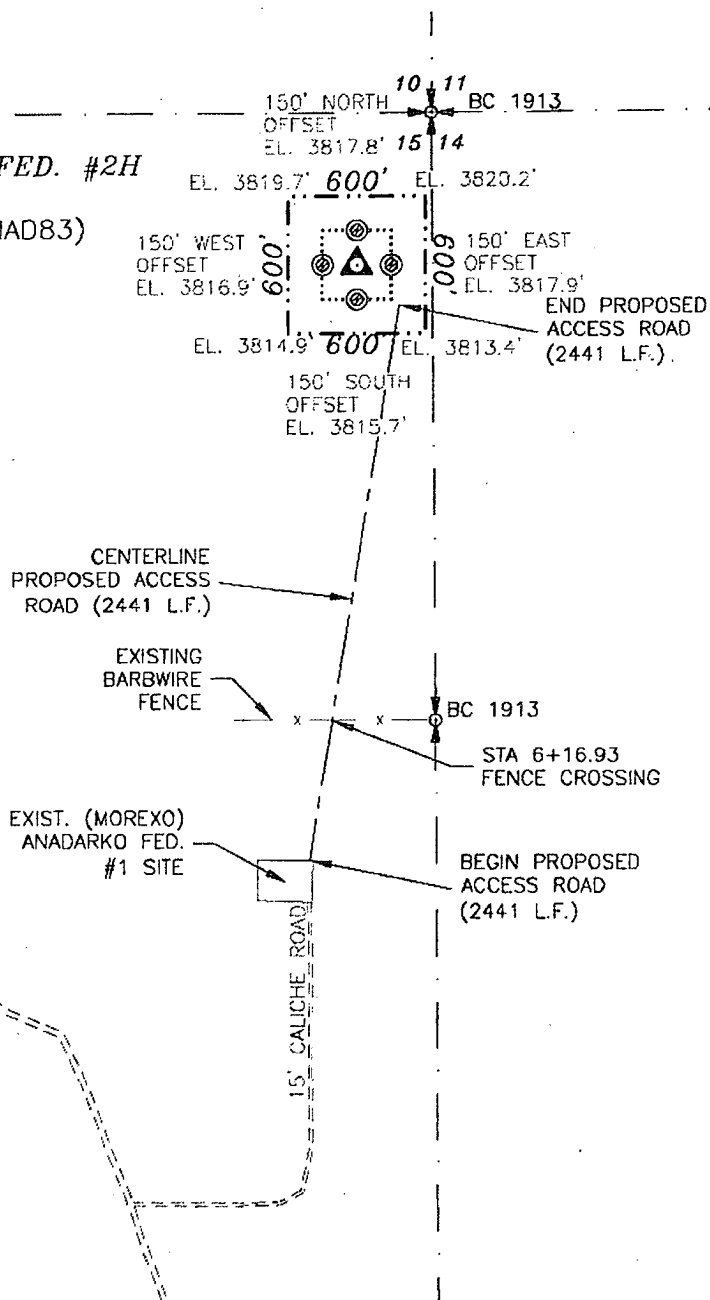 10 11
150' NORTH
OFFSET
EL. 3817.8'
BC 1913
15 14
FED. #2H
EL. 3819.7' 600' EL. 3820.2'
NAD83)
150' WEST
OFFSET
EL. 3816.9'
600'
600'
150' EAST
OFFSET
EL. 3817.9'
END PROPOSED
ACCESS ROAD
(2441 L.F.)
EL. 3814.9' 600' EL. 3813.4'
150' SOUTH
OFFSET
EL. 3815.7'
CENTERLINE
PROPOSED ACCESS
ROAD (2441 L.F.)
EXISTING
BARBWIRE
FENCE
x x
BC 1913
STA 6+16.93
FENCE CROSSING
EXIST. (MOREXO)
ANADARKO FED.
#1 SITE
BEGIN PROPOSED
ACCESS ROAD
(2441 L.F.)
15' CALICHE ROAD